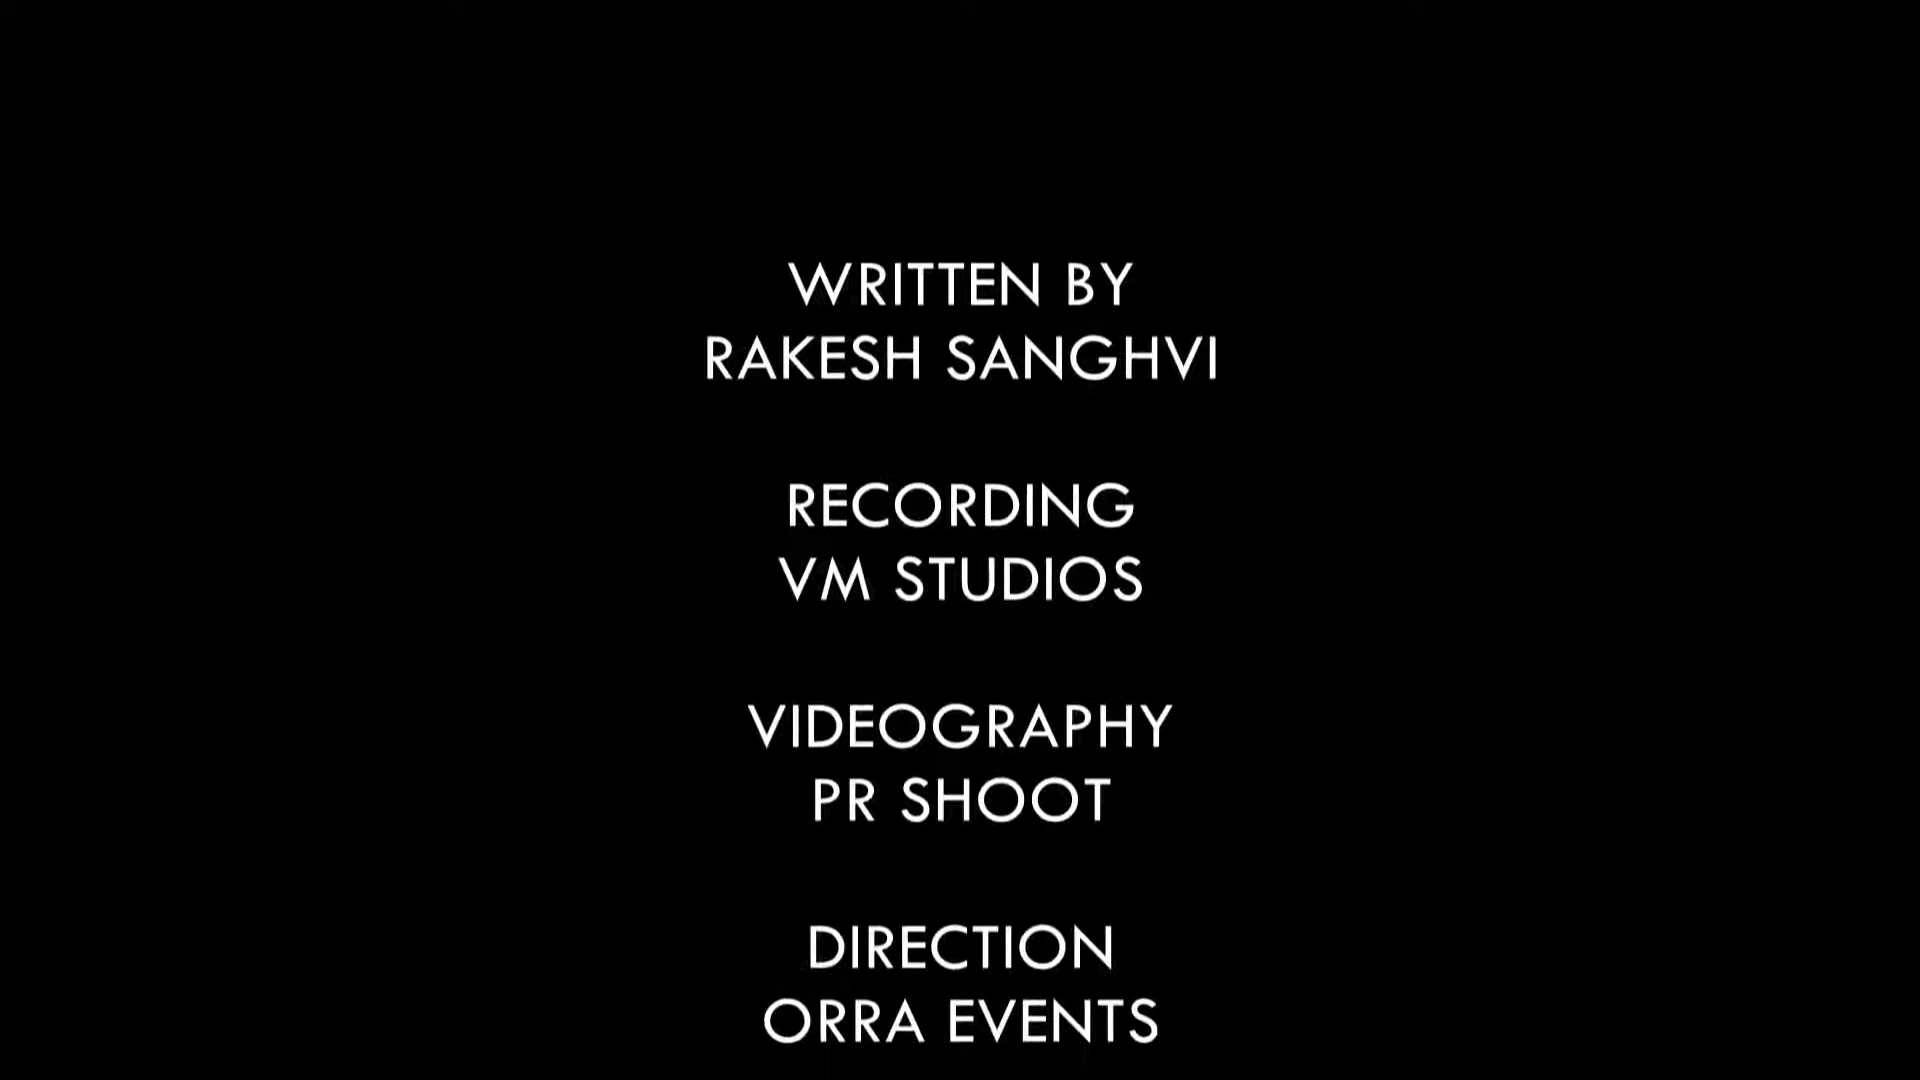 WRITTEN BY
RAKESH SANGHVI
RECORDING
VM STUDIOS
VIDEOGRAPHY
PR SHOOT
DIRECTION
ORRA EVENTS